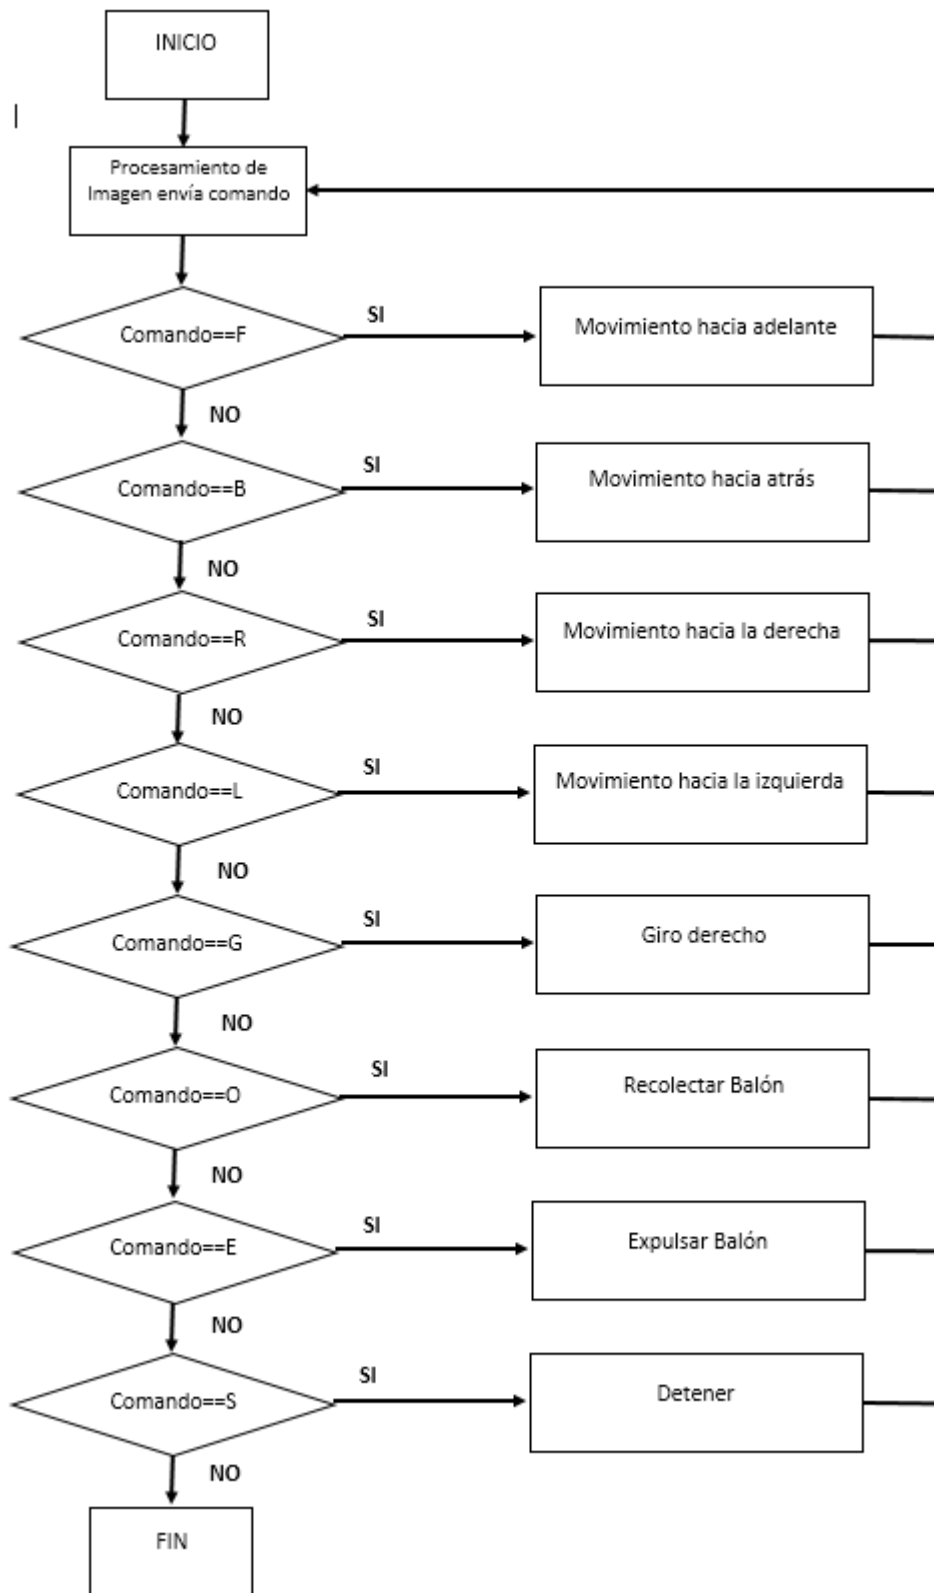 INICIO
Procesamiento de
Imagen envía comando
Comando==F
SI
Movimiento hacia adelante
NO
Comando==B
SI
Movimiento hacia atrás
NO
Comando==R
SI
Movimiento hacia la derecha
NO
Comando==L
SI
Movimiento hacia la izquierda
NO
Comando==G
SI
Giro derecho
NO
Comando==O
SI
Recolectar Balón
NO
Comando==E
SI
Expulsar Balón
NO
Comando==S
SI
Detener
NO
FIN